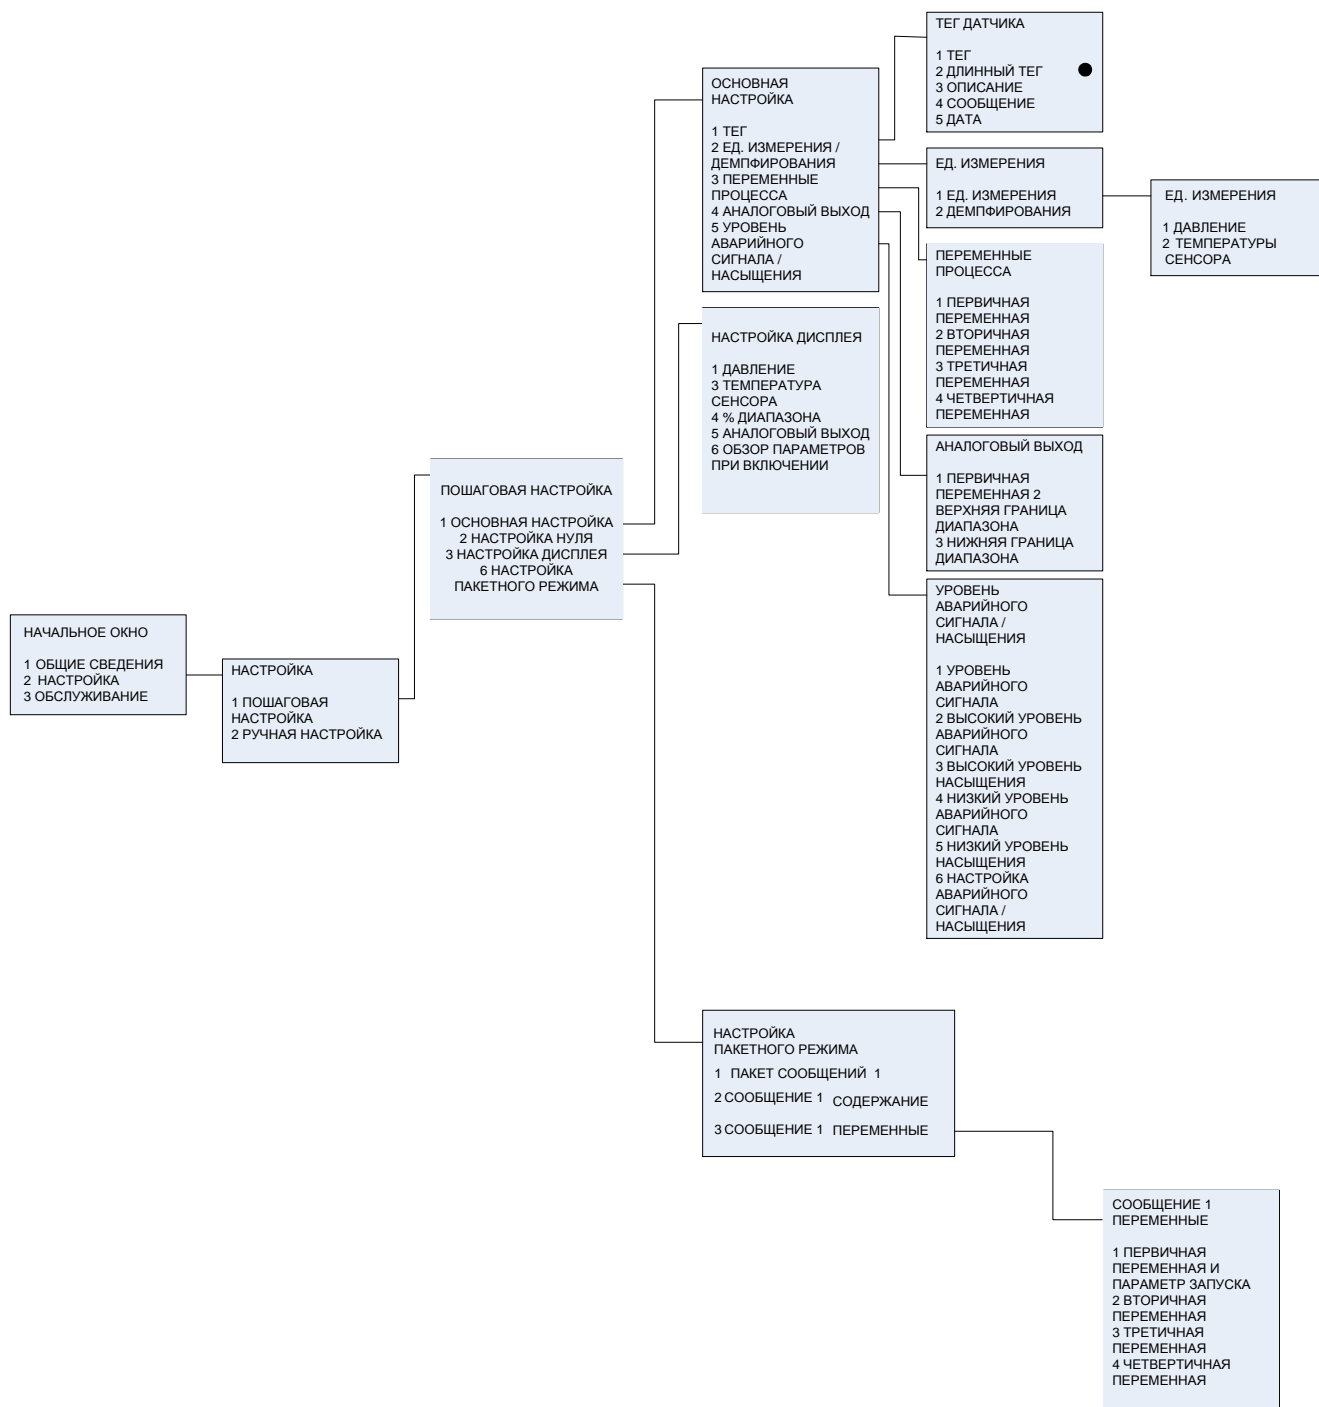 НАЧАЛЬНОЕ ОКНО
1 ОБЩИЕ СВЕДЕНИЯ
2 НАСТРОЙКА
3 ОБСЛУЖИВАНИЕ
НАСТРОЙКА
1 ПОШАГОВАЯ
НАСТРОЙКА
2 РУЧНАЯ НАСТРОЙКА
ПОШАГОВАЯ НАСТРОЙКА
1 ОСНОВНАЯ НАСТРОЙКА
2 НАСТРОЙКА НУЛЯ
3 НАСТРОЙКА ДИСПЛЕЯ
6 НАСТРОЙКА
ПАКЕТНОГО РЕЖИМА
ОСНОВНАЯ
НАСТРОЙКА
1 ТЕГ
2 ЕД. ИЗМЕРЕНИЯ /
ДЕМПФИРОВАНИЯ
3 ПЕРЕМЕННЫЕ
ПРОЦЕССА
4 АНАЛОГОВЫЙ ВЫХОД
5 УРОВЕНЬ
АВАРИЙНОГО
СИГНАЛА /
НАСЫЩЕНИЯ
НАСТРОЙКА ДИСПЛЕЯ
1 ДАВЛЕНИЕ
3 ТЕМПЕРАТУРА
СЕНСОРА
4 % ДИАПАЗОНА
5 АНАЛОГОВЫЙ ВЫХОД
6 ОБЗОР ПАРАМЕТРОВ
ПРИ ВКЛЮЧЕНИИ
ТЕГ ДАТЧИКА
1 ТЕГ
2 ДЛИННЫЙ ТЕГ
3 ОПИСАНИЕ
4 СООБЩЕНИЕ
5 ДАТА
ЕД. ИЗМЕРЕНИЯ
1 ЕД. ИЗМЕРЕНИЯ
2 ДЕМПФИРОВАНИЯ
ЕД. ИЗМЕРЕНИЯ
1 ДАВЛЕНИЕ
2 ТЕМПЕРАТУРЫ
СЕНСОРА
ПЕРЕМЕННЫЕ
ПРОЦЕССА
1 ПЕРВИЧНАЯ
ПЕРЕМЕННАЯ
2 ВТОРИЧНАЯ
ПЕРЕМЕННАЯ
3 ТРЕТИЧНАЯ
ПЕРЕМЕННАЯ
4 ЧЕТВЕРТИЧНАЯ
ПЕРЕМЕННАЯ
АНАЛОГОВЫЙ ВЫХОД
1 ПЕРВИЧНАЯ
ПЕРЕМЕННАЯ 2
ВЕРХНЯЯ ГРАНИЦА
ДИАПАЗОНА
3 НИЖНЯЯ ГРАНИЦА
ДИАПАЗОНА
УРОВЕНЬ
АВАРИЙНОГО
СИГНАЛА /
НАСЫЩЕНИЯ
1 УРОВЕНЬ
АВАРИЙНОГО
СИГНАЛА
2 ВЫСОКИЙ УРОВЕНЬ
АВАРИЙНОГО
СИГНАЛА
3 ВЫСОКИЙ УРОВЕНЬ
НАСЫЩЕНИЯ
4 НИЗКИЙ УРОВЕНЬ
АВАРИЙНОГО
СИГНАЛА
5 НИЗКИЙ УРОВЕНЬ
НАСЫЩЕНИЯ
6 НАСТРОЙКА
АВАРИЙНОГО
СИГНАЛА /
НАСЫЩЕНИЯ
НАСТРОЙКА
ПАКЕТНОГО РЕЖИМА
1 ПАКЕТ СООБЩЕНИЙ 1
2 СООБЩЕНИЕ 1 СОДЕРЖАНИЕ
3 СООБЩЕНИЕ 1 ПЕРЕМЕННЫЕ
СООБЩЕНИЕ 1
ПЕРЕМЕННЫЕ
1 ПЕРВИЧНАЯ
ПЕРЕМЕННАЯ И
ПАРАМЕТР ЗАПУСКА
2 ВТОРИЧНАЯ
ПЕРЕМЕННАЯ
3 ТРЕТИЧНАЯ
ПЕРЕМЕННАЯ
4 ЧЕТВЕРТИЧНАЯ
ПЕРЕМЕННАЯ